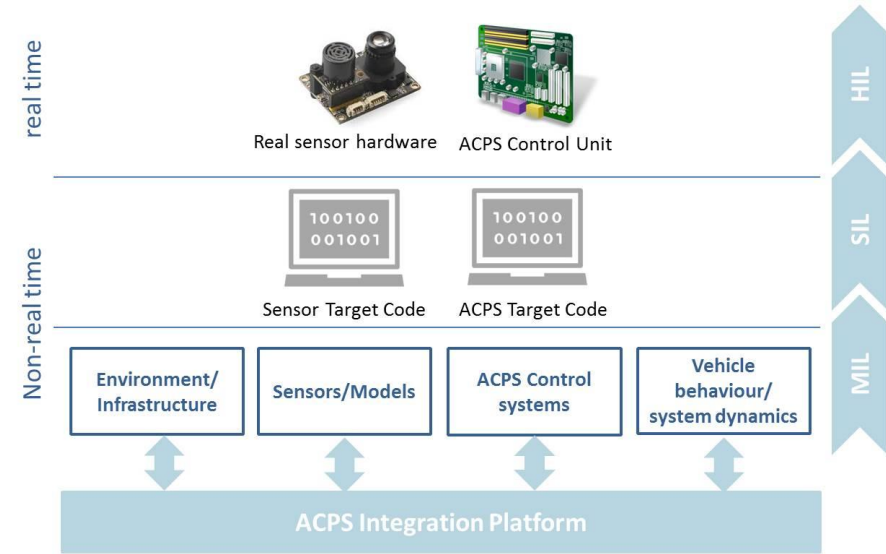 real time
Real sensor hardware
ACPS Control Unit
HIL
Non-real time
100100
001001
100100
001001
Sensor Target Code
ACPS Target Code
SIL
Environment/
Infrastructure
Sensors/Models
ACPS Control
systems
Vehicle
behaviour/
system dynamics
MIL
ACPS Integration Platform